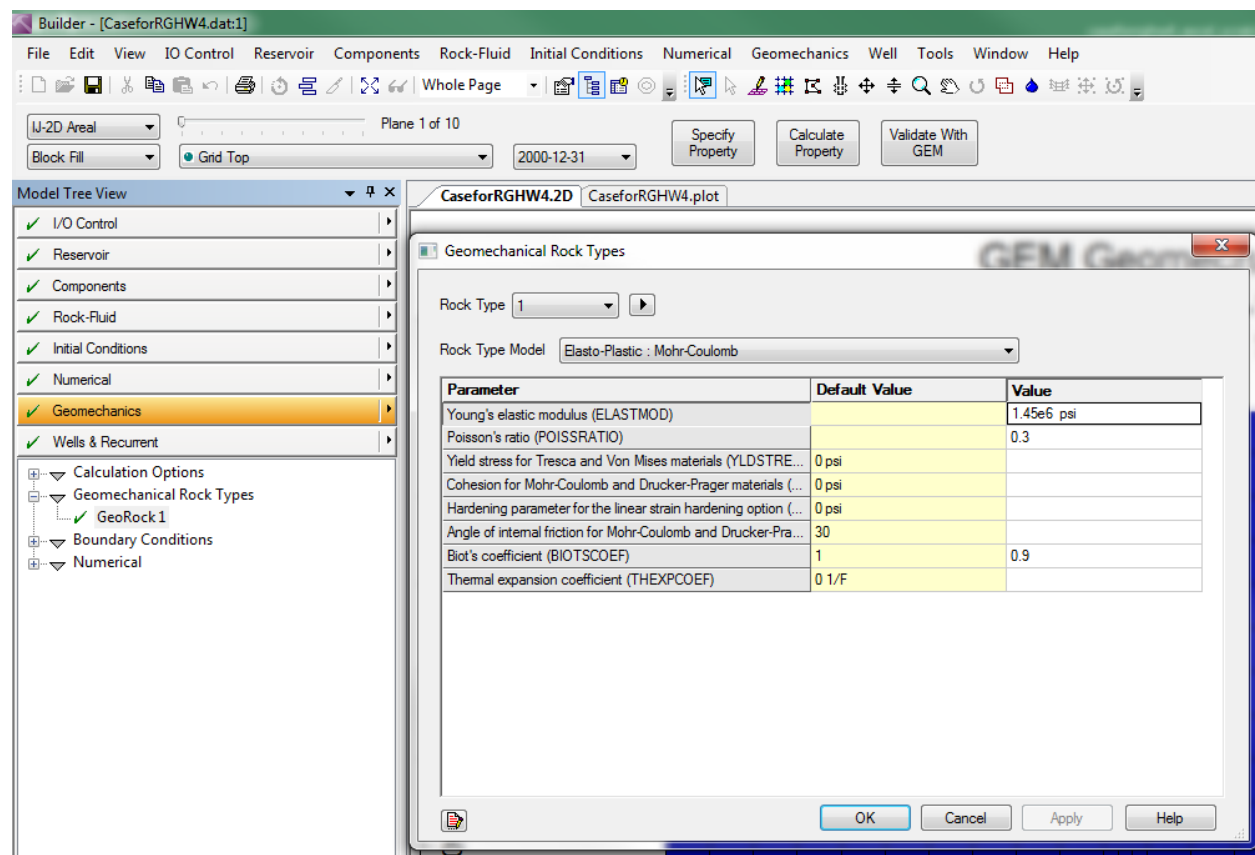 Builder - [CaseforRGHW4.dat:1]
File Edit View IO Control Reservoir Components Rock-Fluid Initial Conditions Numerical Geomechanics Well Tools Window Help
Whole Page
IJ-2D Areal Plane 1 of 10
Block Fill Grid Top 2000-12-31
Specify Property
Calculate Property
Validate With GEM
Model Tree View
CaseforRGHW4.2D CaseforRGHW4.plot
I/O Control
Reservoir
Components
Rock-Fluid
Initial Conditions
Numerical
Geomechanics
Wells & Recurrent
Calculation Options
Geomechanical Rock Types
GeoRock 1
Boundary Conditions
Numerical
Geomechanical Rock Types
GEM
Rock Type 1
Rock Type Model Elasto-Plastic : Mohr-Coulomb
Parameter Default Value Value
Young's elastic modulus (ELASTMOD) 1.45e6 psi
Poisson's ratio (POISSRATIO) 0.3
Yield stress for Tresca and Von Mises materials (YLDSTRE... 0 psi
Cohesion for Mohr-Coulomb and Drucker-Prager materials (... 0 psi
Hardening parameter for the linear strain hardening option (... 0 psi
Angle of internal friction for Mohr-Coulomb and Drucker-Pra... 30
Biot's coefficient (BIOTSCOEF) 1 0.9
Thermal expansion coefficient (THEXPCOEF) 0 1/F
OK Cancel Apply Help